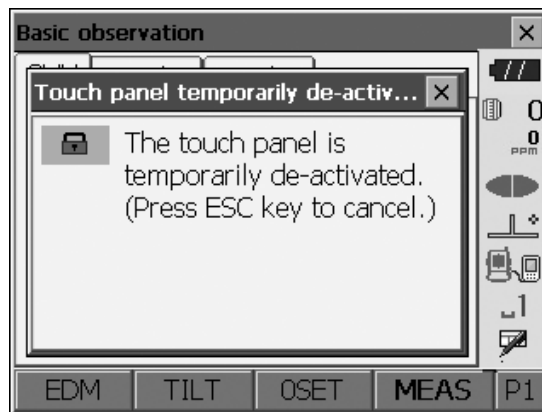 Basic observation
Touch panel temporarily de-activ...
The touch panel is
temporarily de-activated.
(Press ESC key to cancel.)
0
0
PPM
1
EDM TILT 0SET MEAS P1